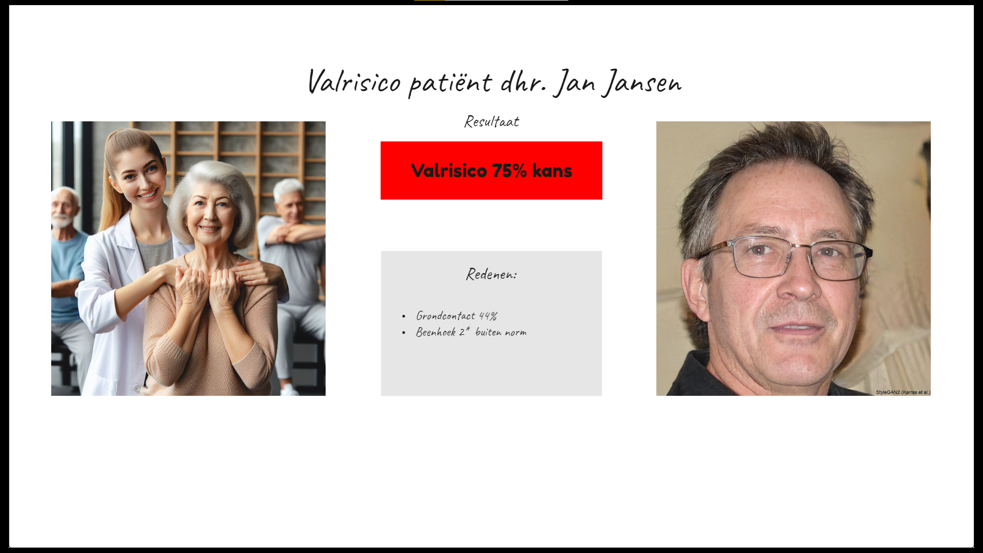 Valrisico patiënt dhr. Jan Jansen
Resultaat
Valrisico 75% kans
Redenen:
• Grondcontact 44%
• Beenhoek 2° buiten norm
StyleGAN2 (Karras et al.)